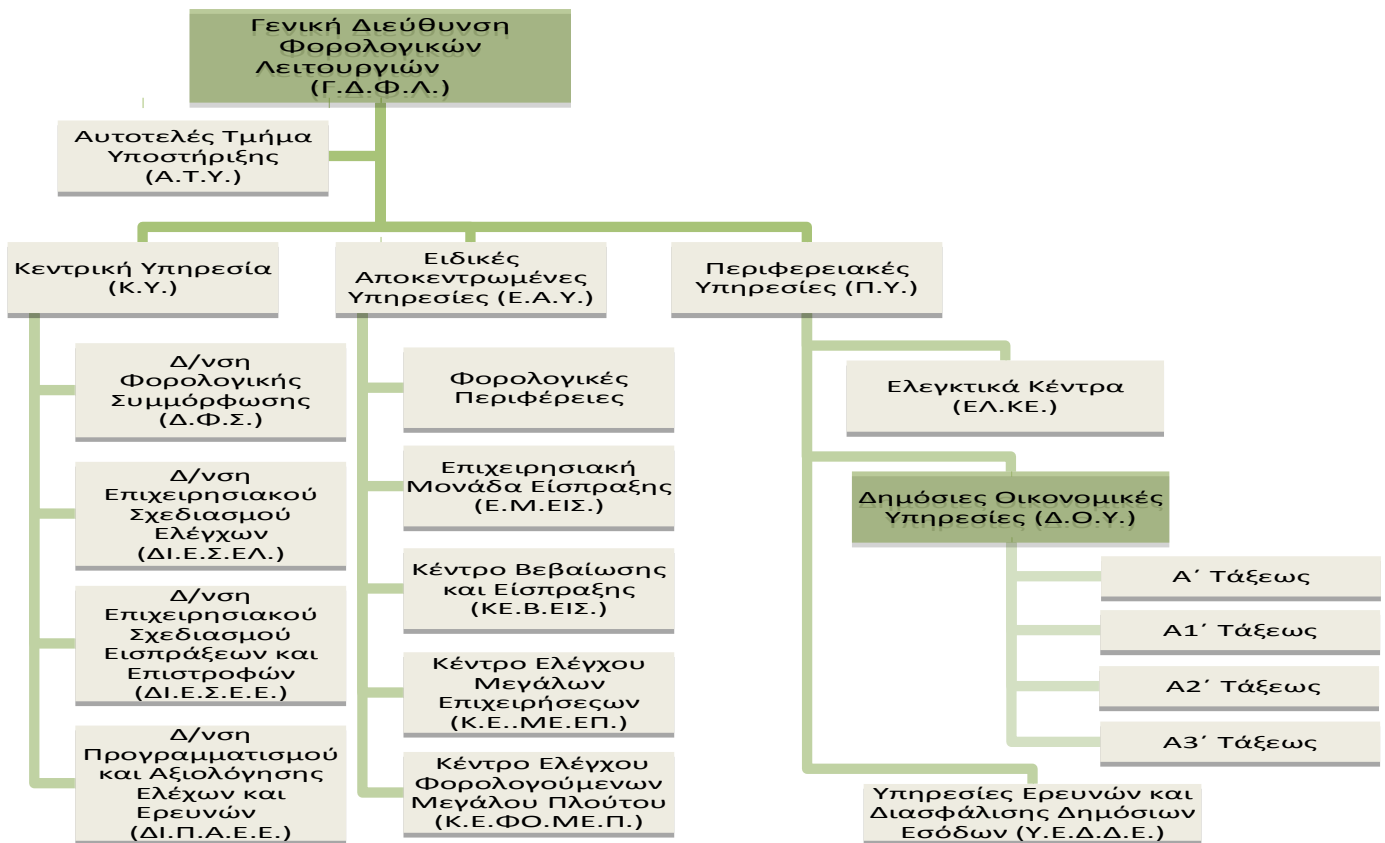 Γενική Διεύθυνση
Φορολογικών
Λειτουργιών
(Γ.Δ.Φ.Λ.)
Αυτοτελές Τμήμα
Υποστήριξης
(Α.Τ.Υ.)
Κεντρική Υπηρεσία
(Κ.Υ.)
Δ/νση
Φορολογικής
Συμμόρφωσης
(Δ.Φ.Σ.)
Δ/νση
Επιχειρησιακού
Σχεδιασμού
Ελέγχων
(ΔΙ.Ε.Σ.ΕΛ.)
Δ/νση
Επιχειρησιακού
Σχεδιασμού
Εισπράξεων και
Επιστροφών
(ΔΙ.Ε.Σ.Ε.Ε.)
Δ/νση
Προγραμματισμού
και Αξιολόγησης
Ελέχων και
Ερευνών
(ΔΙ.Π.Α.Ε.Ε.)
Ειδικές
Αποκεντρωμένες
Υπηρεσίες (Ε.Α.Υ.)
Φορολογικές
Περιφέρειες
Επιχειρησιακή
Μονάδα Είσπραξης
(Ε.Μ.ΕΙΣ.)
Κέντρο Βεβαίωσης
και Είσπραξης
(ΚΕ.Β.ΕΙΣ.)
Κέντρο Ελέγχου
Μεγάλων
Επιχειρήσεςων
(Κ.Ε..ΜΕ.ΕΠ.)
Κέντρο Ελέγχου
Φορολογούμενων
Μεγάλου Πλούτου
(Κ.Ε.ΦΟ.ΜΕ.Π.)
Περιφερειακές
Υπηρεσίες (Π.Υ.)
Ελεγκτικά Κέντρα
(ΕΛ.ΚΕ.)
Δημόσιες Οικονομικές
Υπηρεσίες (Δ.Ο.Υ.)
Α΄ Τάξεως
Α1΄ Τάξεως
Α2΄ Τάξεως
Α3΄ Τάξεως
Υπηρεσίες Ερευνών και
Διασφάλισης Δημόσιων
Εσόδων (Υ.Ε.Δ.Δ.Ε.)